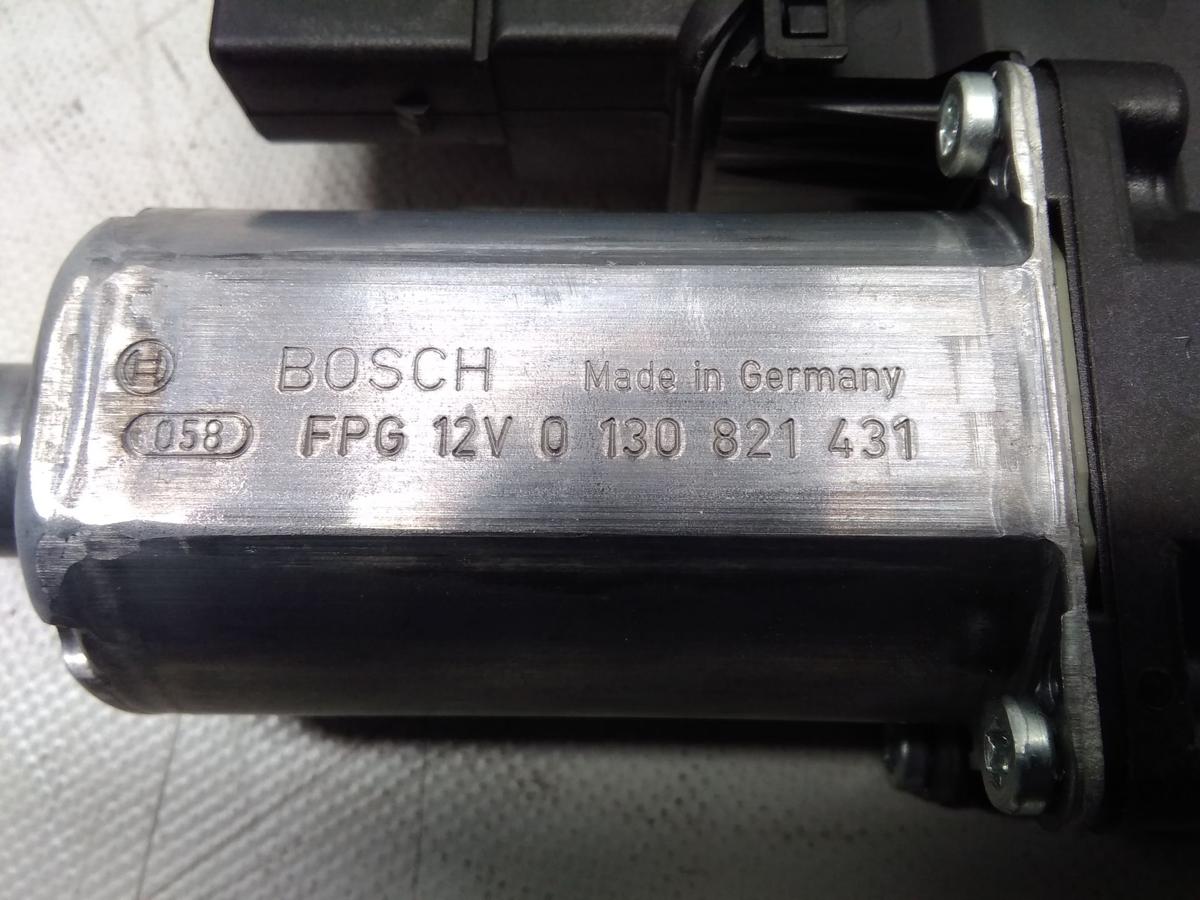 BOSCH Made in Germany
058 FPG 12V 0 130 821 431